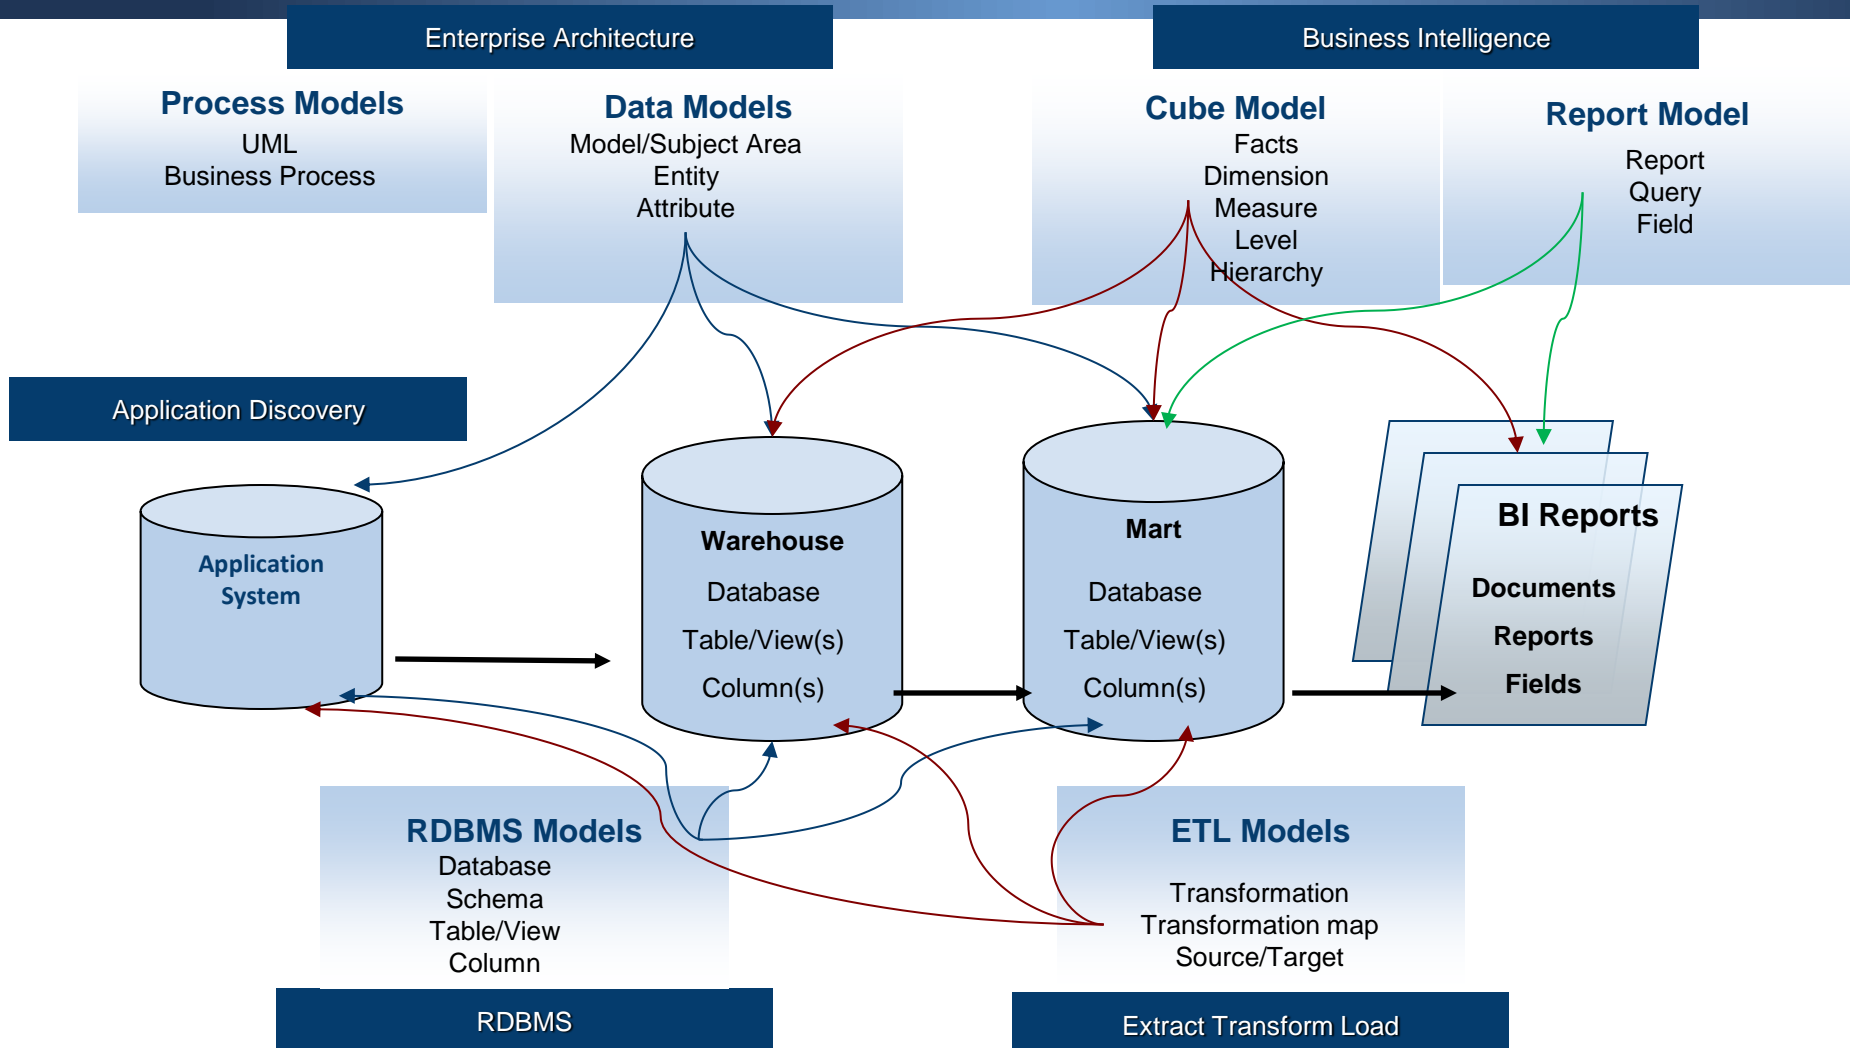 Enterprise Architecture
Business Intelligence
Process Models
UML
Business Process
Data Models
Model/Subject Area
Entity
Attribute
Cube Model
Facts
Dimension
Measure
Level
Hierarchy
Report Model
Report
Query
Field
Application Discovery
Application
System
Warehouse
Database
Table/View(s)
Column(s)
Mart
Database
Table/View(s)
Column(s)
BI Reports
Documents
Reports
Fields
RDBMS Models
Database
Schema
Table/View
Column
ETL Models
Transformation
Transformation map
Source/Target
RDBMS
Extract Transform Load